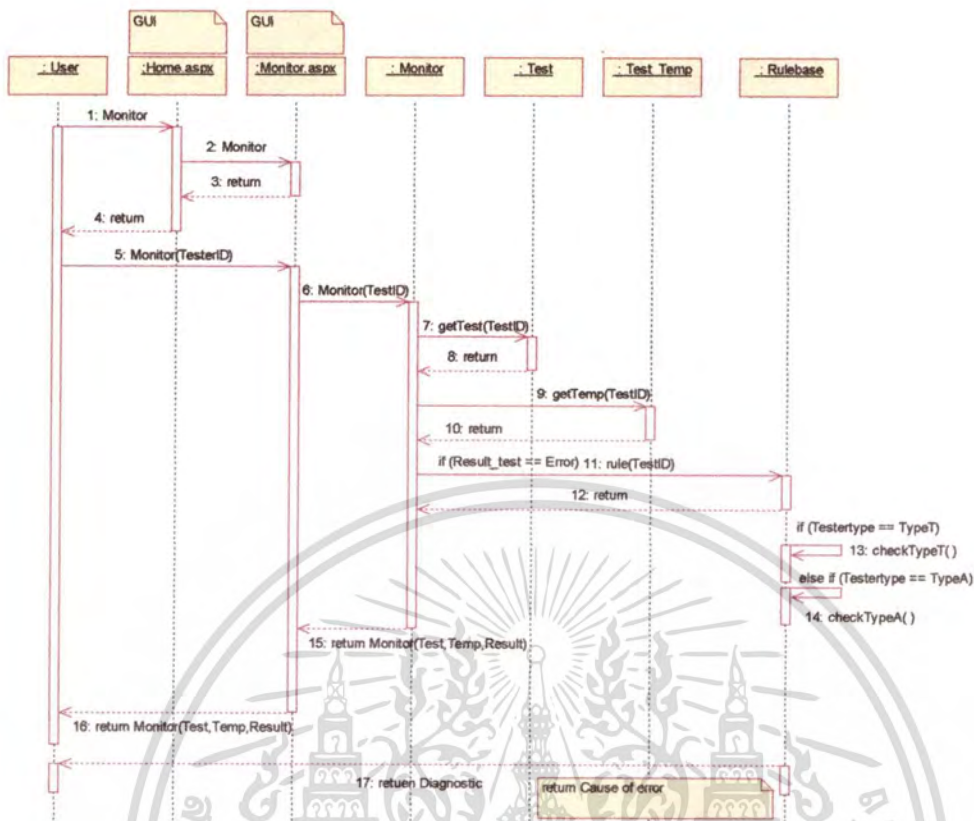 GUI
GUI
: User
:Home.aspx
:Monitor.aspx
: Monitor
: Test
: Test_Temp
: Rulebase
1: Monitor
2: Monitor
3: return
4: return
5: Monitor(TesterID)
6: Monitor(TestID)
7: getTest(TestID)
8: return
9: getTemp(TestID)
10: return
if (Result_test == Error) 11: rule(TestID)
12: return
if (Testertype == TypeT)
13: checkTypeT( )
else if (Testertype == TypeA)
14: checkTypeA( )
15: return Monitor(Test,Temp,Result)
16: return Monitor(Test,Temp,Result)
17: retuen Diagnostic
return Cause of error